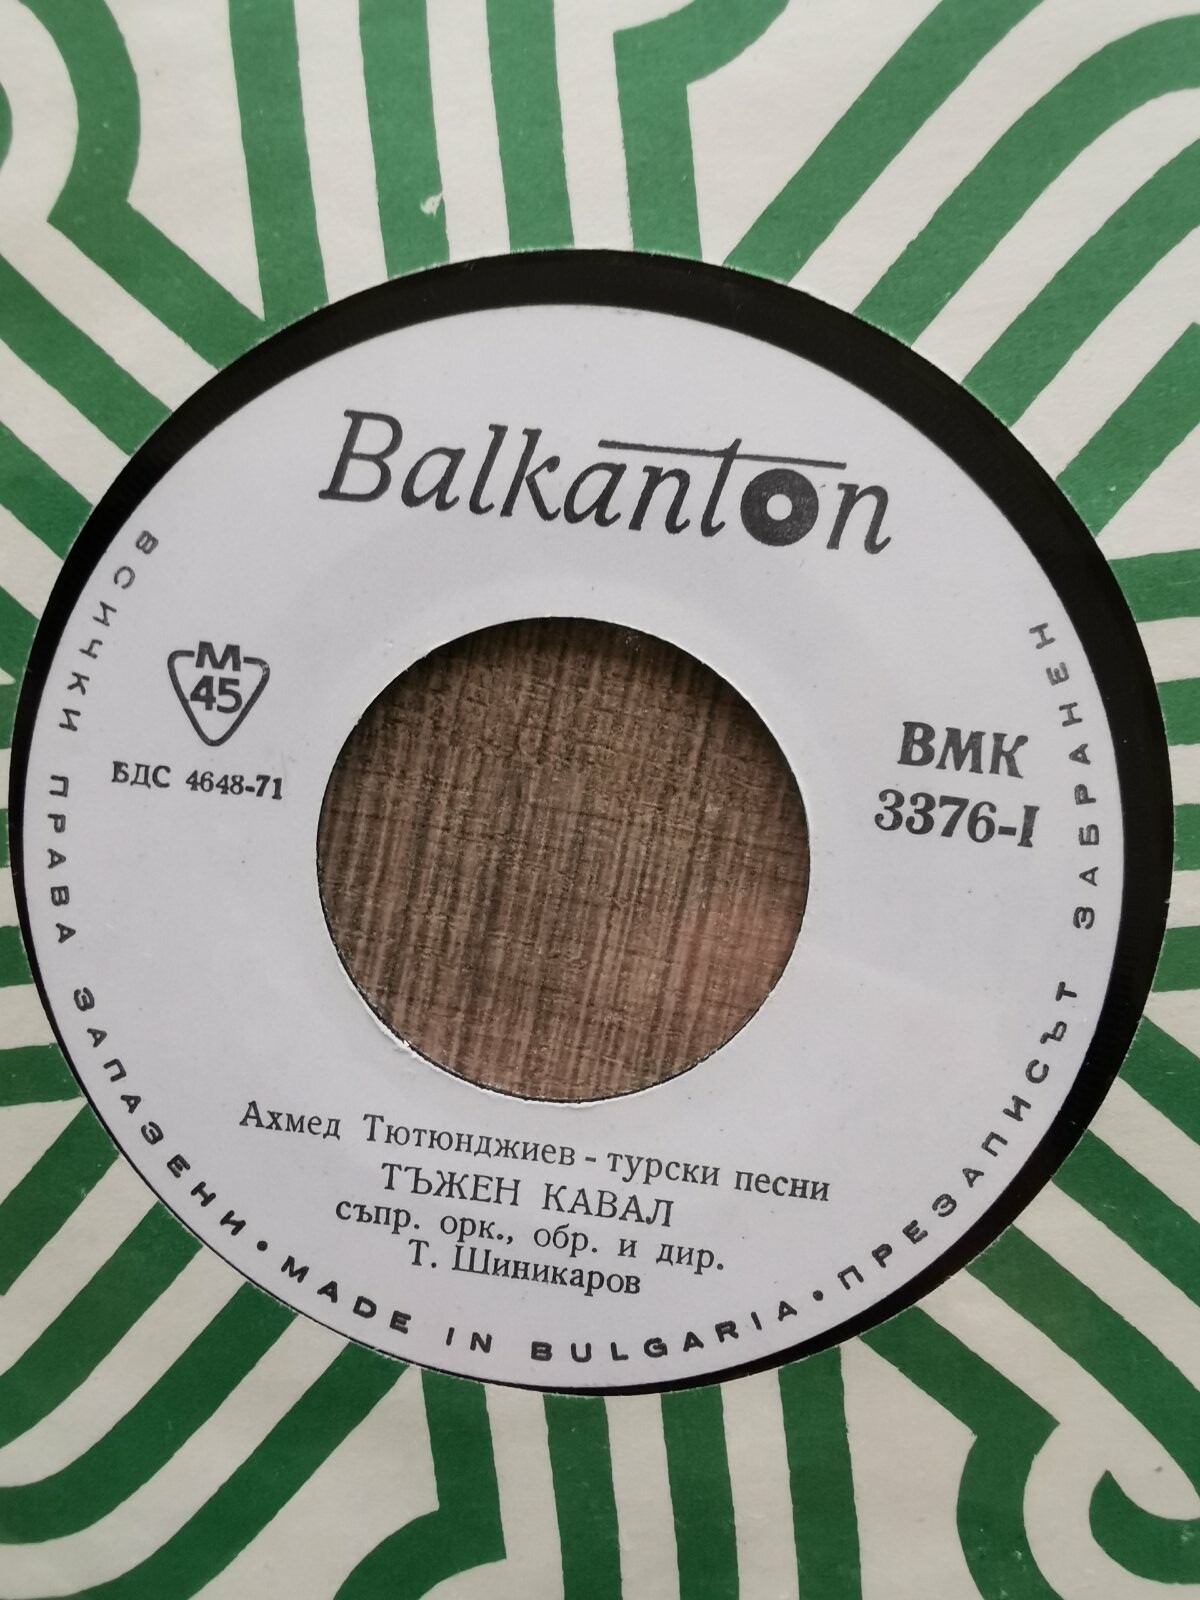 Balkanton
M
45
БДС 4648-71
ВМК
3376-I
Ахмед Тютюнджиев - турски песни
ТЪЖЕН КАВАЛ
съпр. орк., обр. и дир.
Т. Шиникаров
ВСИЧКИ ПРАВА ЗАПАЗЕНИ • MADE IN BULGARIA • ПРЕЗАПИСЪТ ЗАБРАНЕН